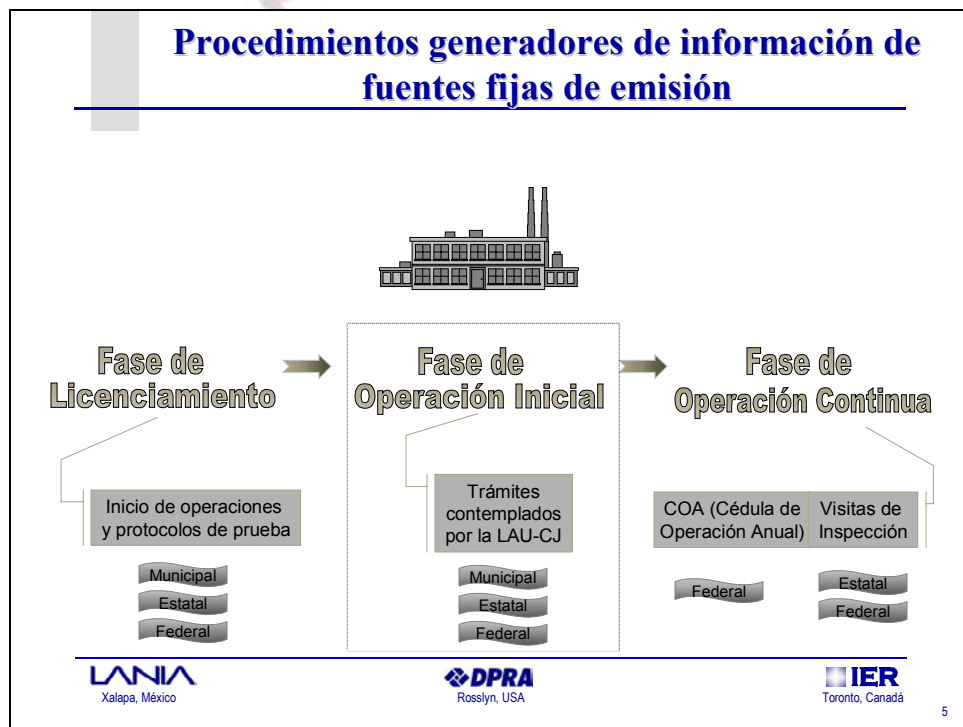 Procedimientos generadores de información de
fuentes fijas de emisión
Fase de
Licenciamiento
Fase de
Operación Inicial
Fase de
Operación Continua
Inicio de operaciones
y protocolos de prueba
Municipal
Estatal
Federal
Trámites
contemplados
por la LAU-CJ
Municipal
Estatal
Federal
COA (Cédula de
Operación Anual)
Federal
Visitas de
Inspección
Estatal
Federal
LANIA
Xalapa, México
DPRA
Rosslyn, USA
IER
Toronto, Canadá
5